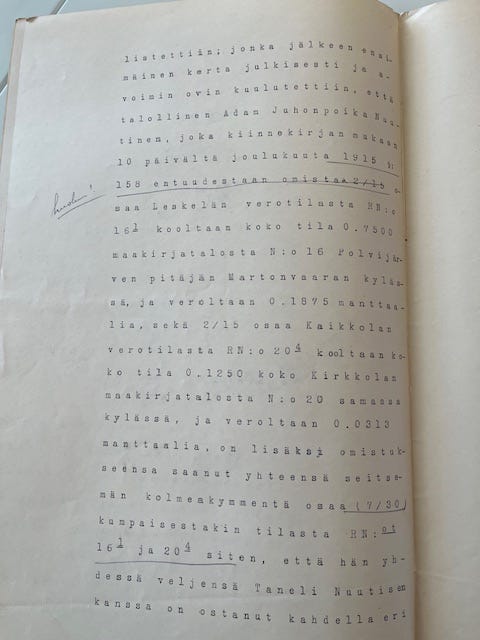 listettiin; jonka jälkeen ensi-
mäinen kerta julkisesti ja a-
voimin ovin kuulutettiin, että
talollinen Adam Juhonpoika Nuu-
tinen, joka kiinnekirjan mukaan
10 päivältä joulukuuta 1915 §:
158 entuudestaan omistaa 2/15 o-
saa Leskelän verotilasta RN:o
16¹ kooltaan koko tila 0.7500
maakirjatalosta N:o 16 Polvijär-
ven pitäjän Martonvaaran kyläs-
sä, ja veroltaan 0.1875 manttaa-
lia, sekä 2/15 osaa Kaikkolan
verotilasta RN:o 20⁴ kooltaan ko-
ko tila 0.1250 koko Kirkkolan
maakirjatalosta N:o 20 samassa
kylässä, ja veroltaan 0.0313
manttaalia, on lisäksi omistuk-
seensa saanut yhteensä seitse-
män kolmeakymmentä osaa (7/30)
kumpaisestakin tilasta RN:ot
16¹ ja 20⁴ siten, että hän yh-
dessä veljensä Taneli Nuutisen
kanssa on ostanut kahdella eri